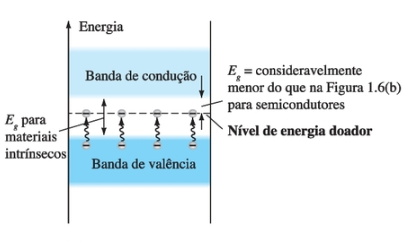 Energia
Banda de condução
E_g = consideravelmente
menor do que na Figura 1.6(b)
para semicondutores
E_g para
materiais
intrínsecos
Nível de energia doador
Banda de valência